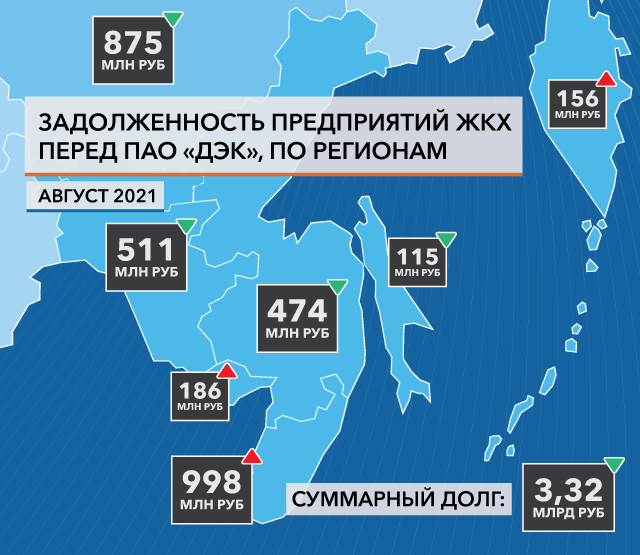 875
МЛН РУБ
156
МЛН РУБ
ЗАДОЛЖЕННОСТЬ ПРЕДПРИЯТИЙ ЖКХ
ПЕРЕД ПАО «ДЭК», ПО РЕГИОНАМ
АВГУСТ 2021
511
МЛН РУБ
115
МЛН РУБ
474
МЛН РУБ
186
МЛН РУБ
998
МЛН РУБ
СУММАРНЫЙ ДОЛГ:
3,32
МЛРД РУБ